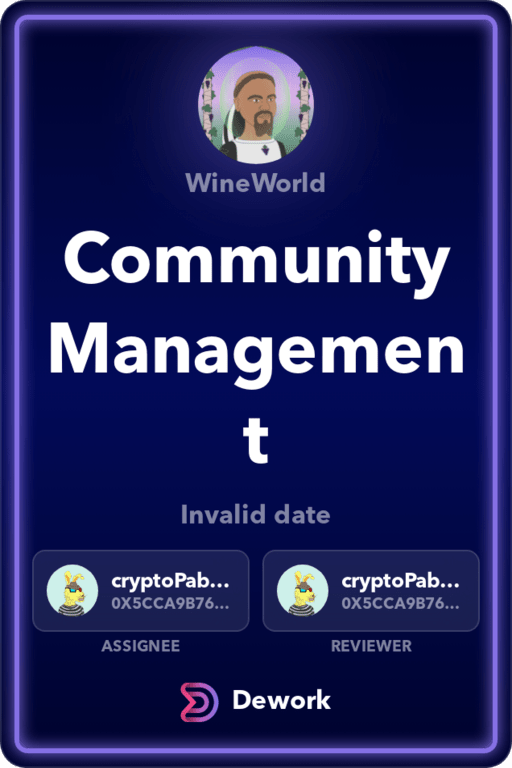 WineWorld
Community
Managemen
t
Invalid date
cryptoPab... cryptoPab...
0X5CCA9B76... 0X5CCA9B76...
ASSIGNEE REVIEWER
Dework